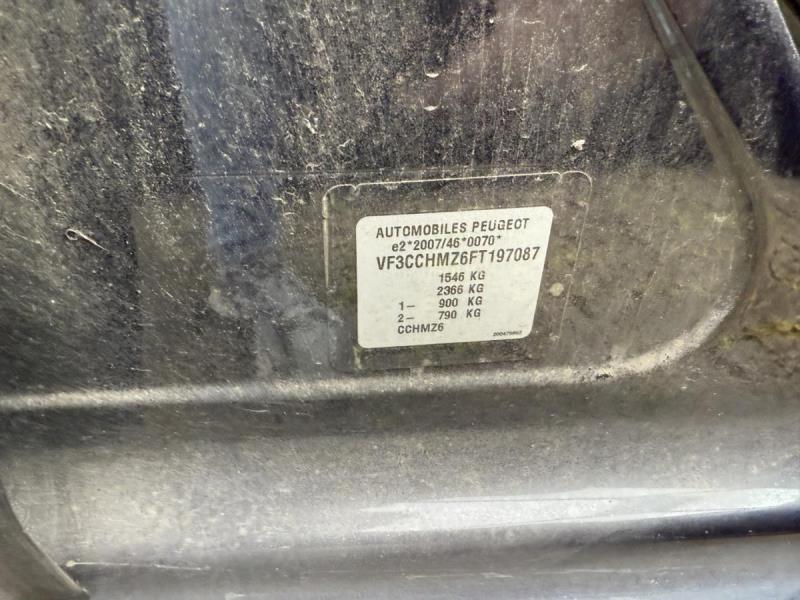 AUTOMOBILES PEUGEOT
e2*2007/46*0070*
VF3CCHMZ6FT197087
1546 KG
2366 KG
1– 900 KG
2– 790 KG
CCHMZ6